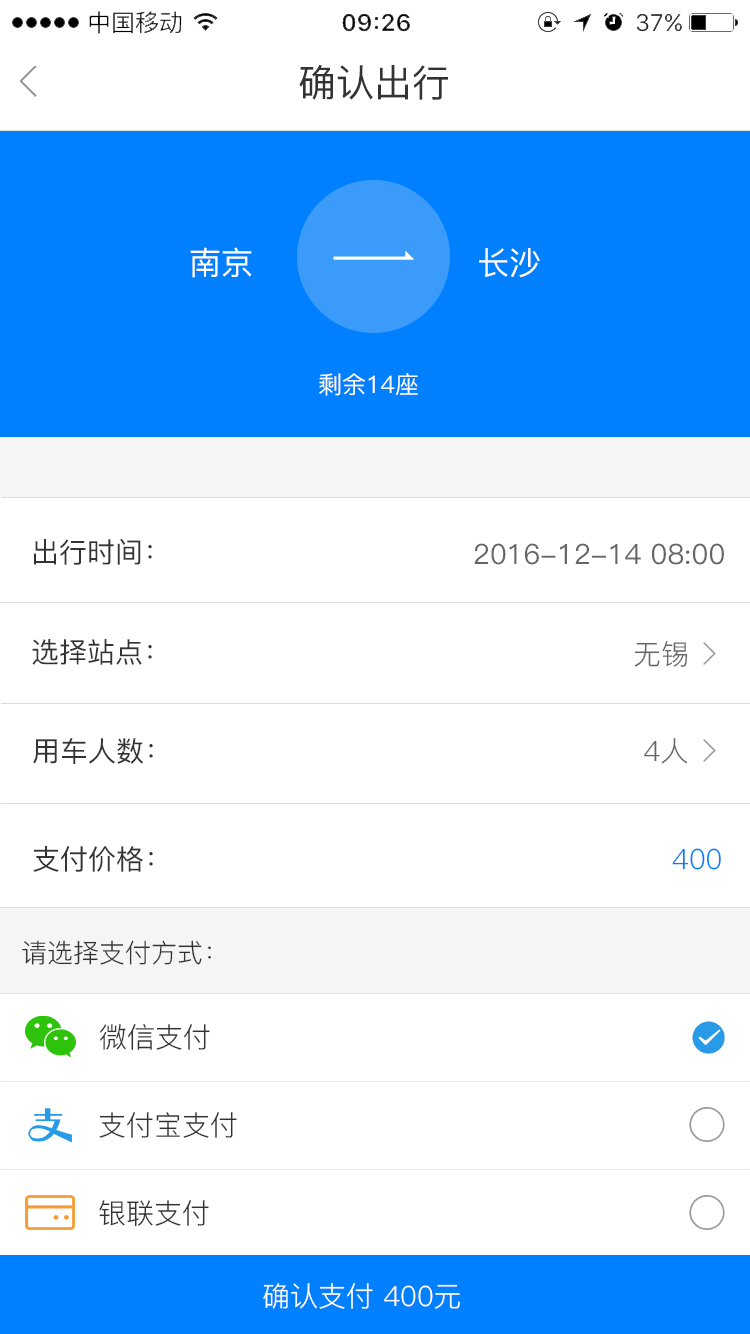 中国移动 09:26 37%
确认出行
南京 长沙
剩余14座
出行时间： 2016-12-14 08:00
选择站点： 无锡
用车人数： 4人
支付价格： 400
请选择支付方式：
微信支付
支 支付宝支付
银联支付
确认支付 400元